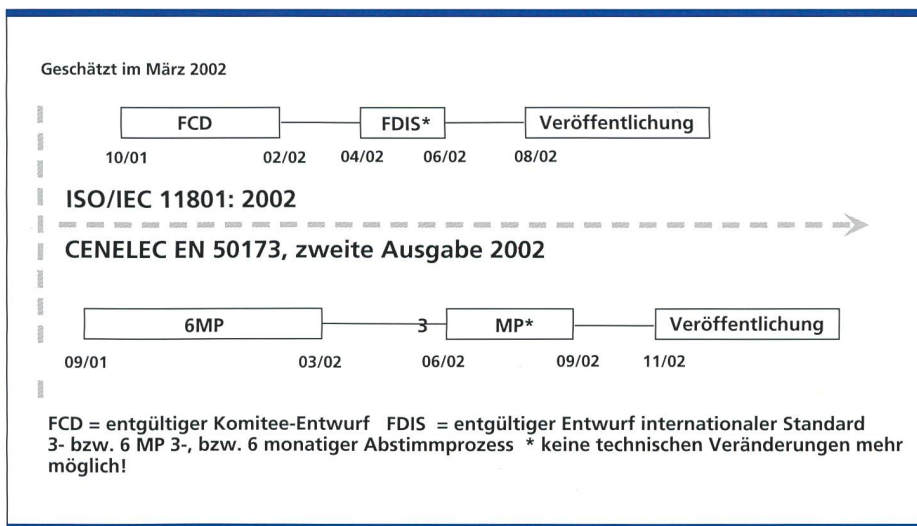 Geschätzt im März 2002
FCD FDIS* Veröffentlichung
10/01 02/02 04/02 06/02 08/02
ISO/IEC 11801: 2002
CENELEC EN 50173, zweite Ausgabe 2002
6MP 3 MP* Veröffentlichung
09/01 03/02 06/02 09/02 11/02
FCD = entgültiger Komitee-Entwurf FDIS = entgültiger Entwurf internationaler Standard
3- bzw. 6 MP 3-, bzw. 6 monatiger Abstimmprozess * keine technischen Veränderungen mehr
möglich!